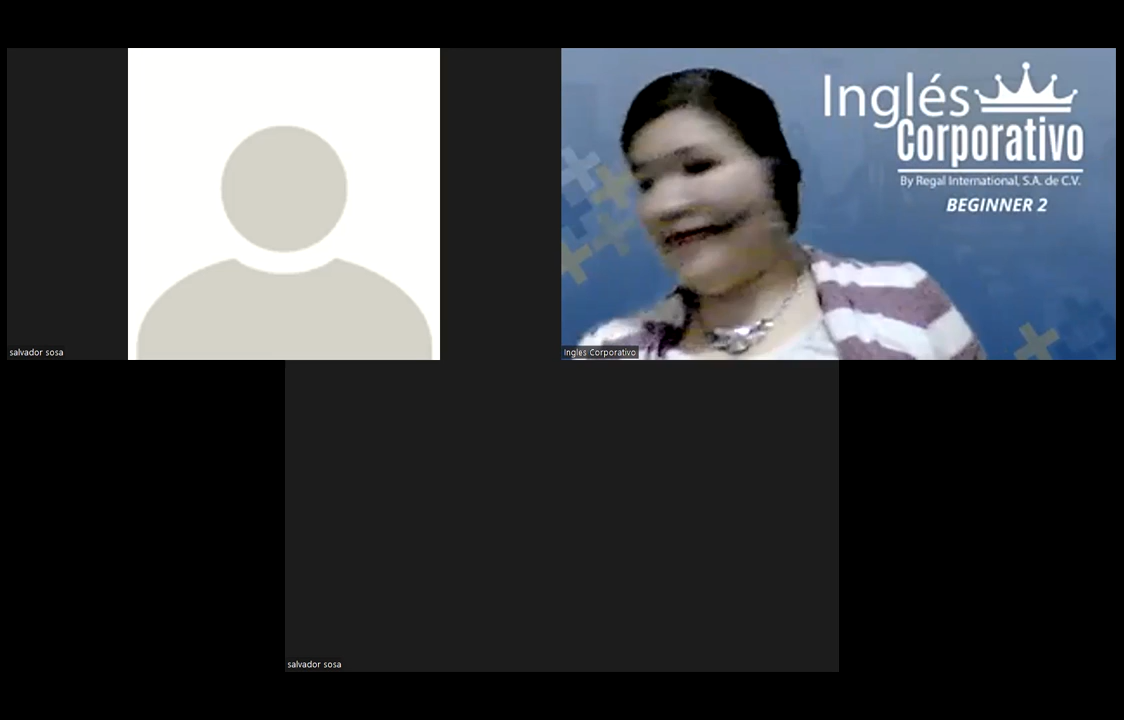 Inglés
Corporativo
By Regal International, S.A. de C.V.
BEGINNER 2
salvador sosa
Inglés Corporativo
salvador sosa